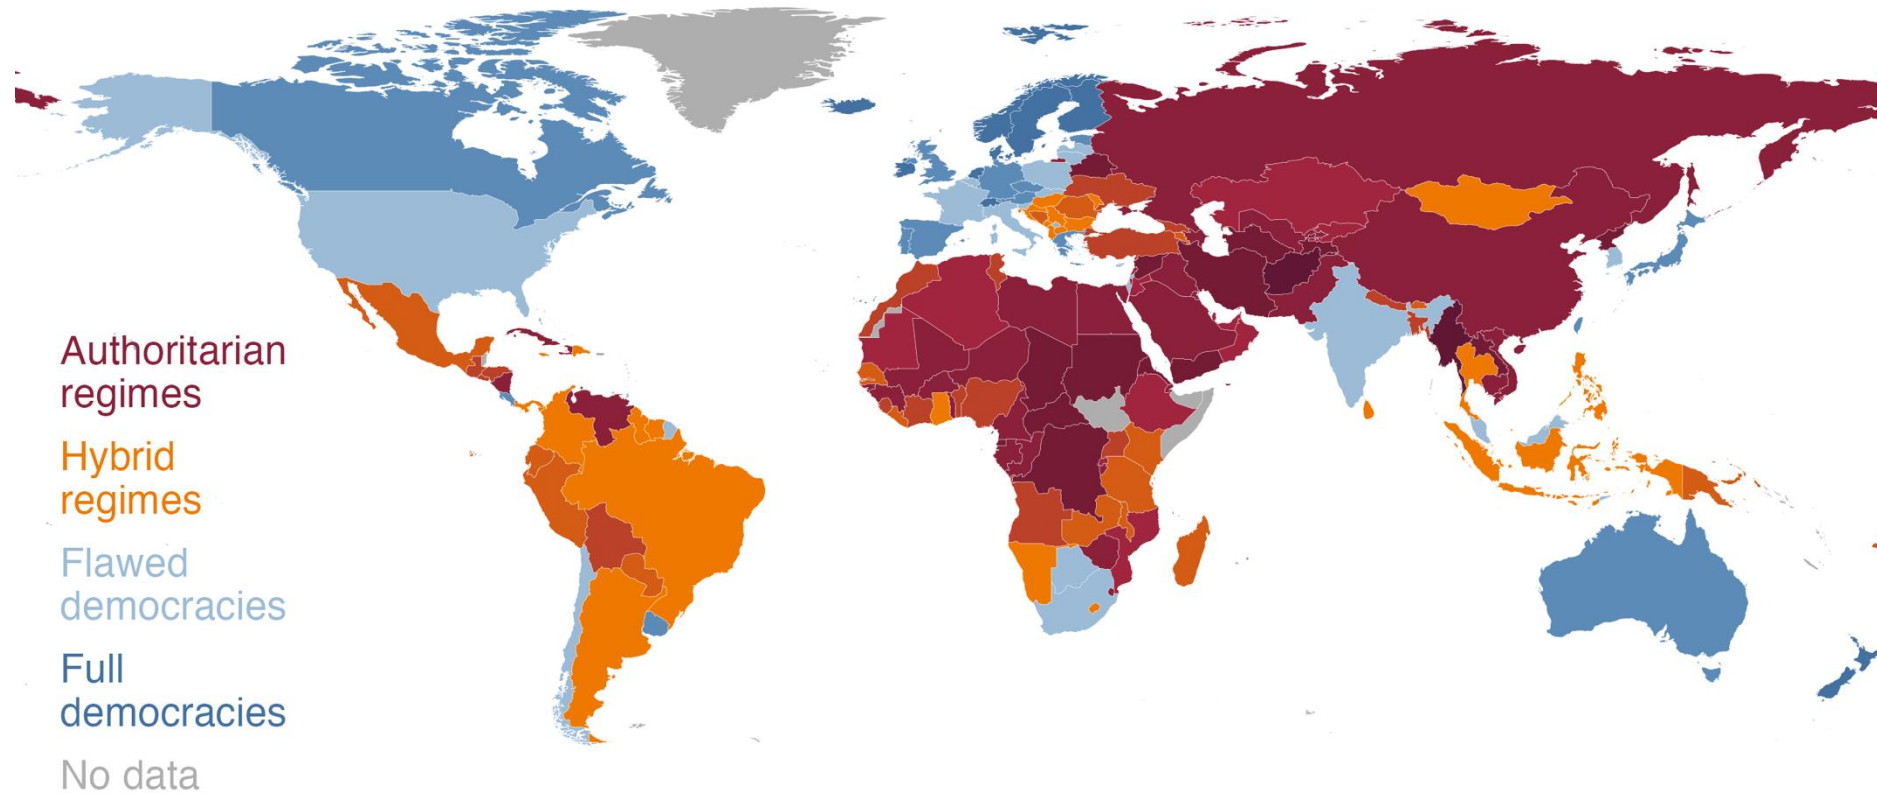 Authoritarian
regimes
Hybrid
regimes
Flawed
democracies
Full
democracies
No data